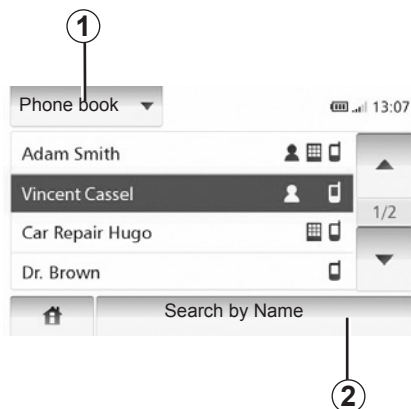 1
Phone book 13:07
Adam Smith
Vincent Cassel
1/2
Car Repair Hugo
Dr. Brown
Search by Name
2